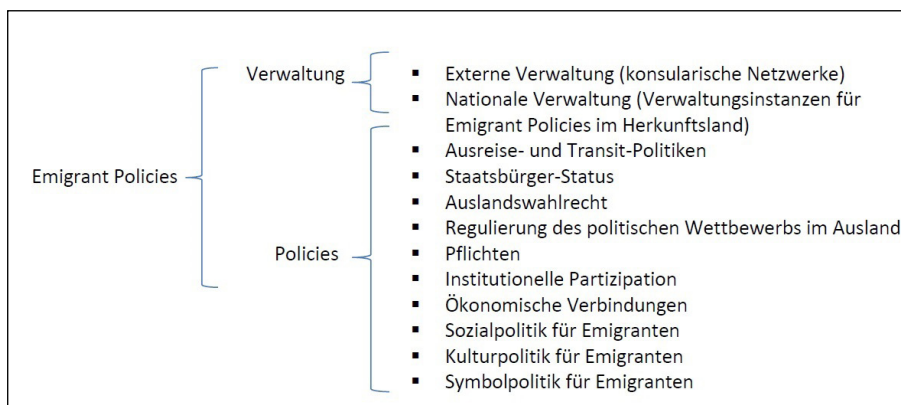 Verwaltung
▪ Externe Verwaltung (konsularische Netzwerke)
▪ Nationale Verwaltung (Verwaltungsinstanzen für
Emigrant Policies im Herkunftsland)
▪ Ausreise- und Transit-Politiken
Emigrant Policies
▪ Staatsbürger-Status
▪ Auslandswahlrecht
▪ Regulierung des politischen Wettbewerbs im Ausland
Policies
▪ Pflichten
▪ Institutionelle Partizipation
▪ Ökonomische Verbindungen
▪ Sozialpolitik für Emigranten
▪ Kulturpolitik für Emigranten
▪ Symbolpolitik für Emigranten